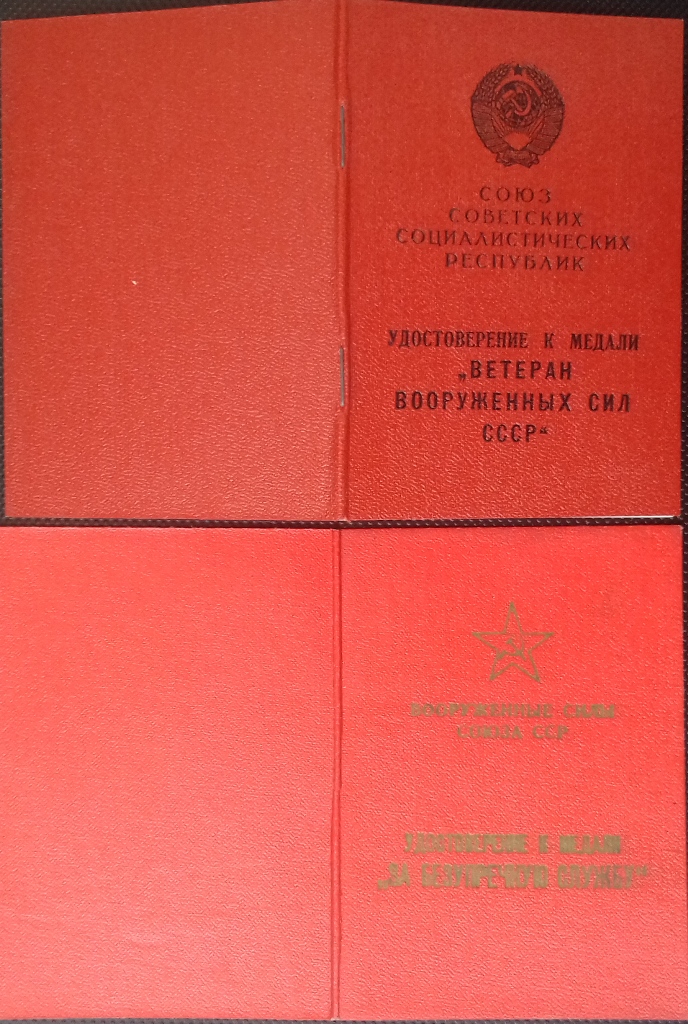 СОЮЗ
СОВЕТСКИХ
СОЦИАЛИСТИЧЕСКИХ
РЕСПУБЛИК
УДОСТОВЕРЕНИЕ К МЕДАЛИ
„ВЕТЕРАН
ВООРУЖЕННЫХ СИЛ
СССР“
ВООРУЖЕННЫЕ СИЛЫ
СОЮЗА ССР
УДОСТОВЕРЕНИЕ К МЕДАЛИ
„ЗА БЕЗУПРЕЧНУЮ СЛУЖБУ“